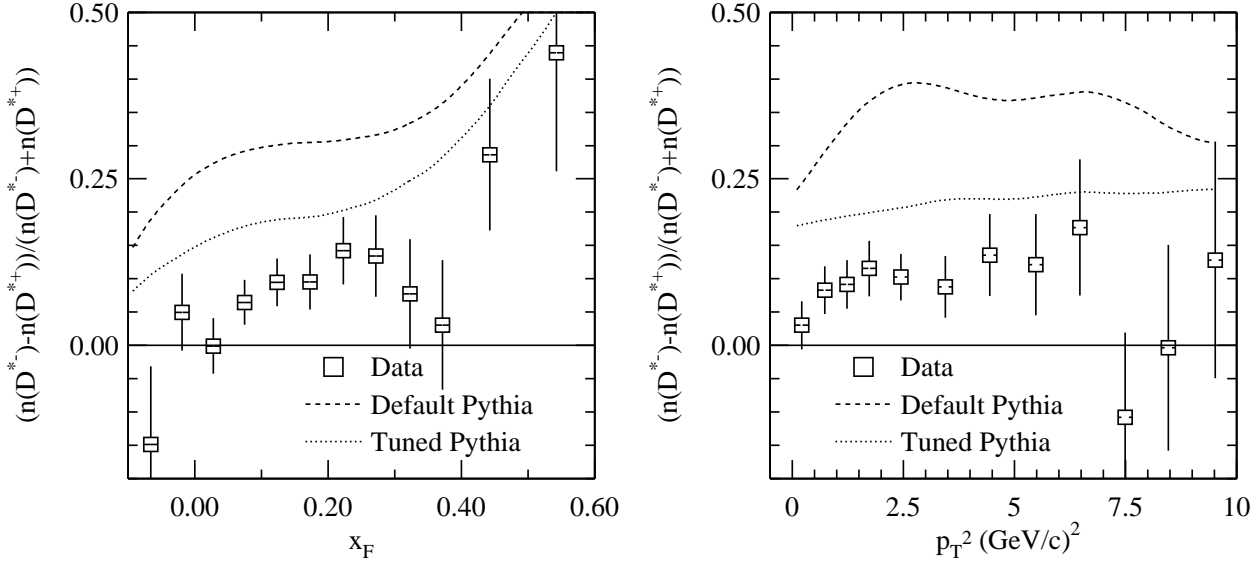 (n(D*-)-n(D*+))/(n(D*-)+n(D*+))
0.50
0.25
0.00
Data
Default Pythia
Tuned Pythia
0.00
0.20
0.40
0.60
x_F
(n(D*-)-n(D*+))/(n(D*-)+n(D*+))
0.50
0.25
0.00
Data
Default Pythia
Tuned Pythia
0
2.5
5
7.5
10
p_T² (GeV/c)²